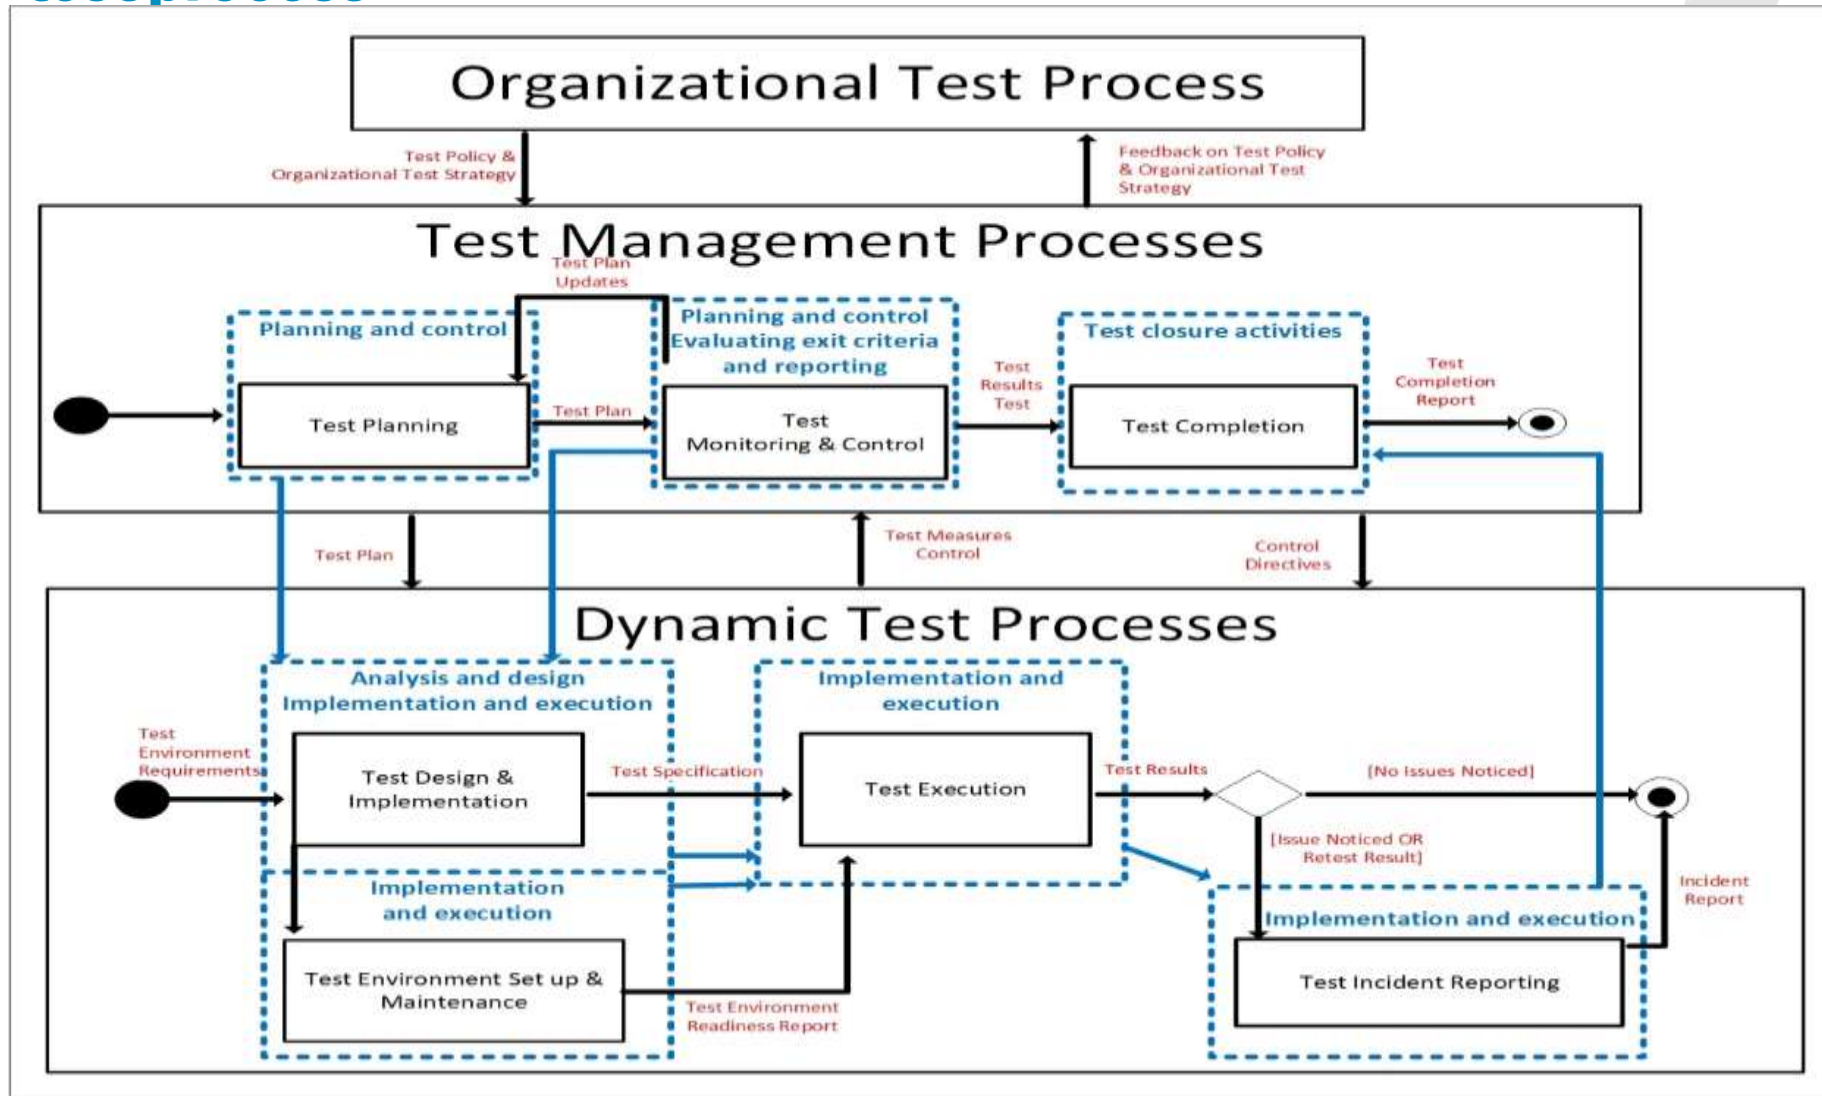 Organizational Test Process
Test Policy &
Organizational Test Strategy
Feedback on Test Policy
& Organizational Test
Strategy
Test Management Processes
Test Plan
Updates
Planning and control
Planning and control
Evaluating exit criteria
and reporting
Test closure activities
Test Planning
Test Plan
Test
Monitoring & Control
Test
Results
Test
Test Completion
Test
Completion
Report
Test Plan
Test Measures
Control
Control
Directives
Dynamic Test Processes
Analysis and design
Implementation and execution
Implementation and
execution
Test
Environment
Requirements
Test Design &
Implementation
Test Specification
Test Execution
Test Results
[No Issues Noticed]
[Issue Noticed OR
Retest Result]
Implementation
and execution
Test Environment Set up &
Maintenance
Test Environment
Readiness Report
Implementation and execution
Test Incident Reporting
Incident
Report